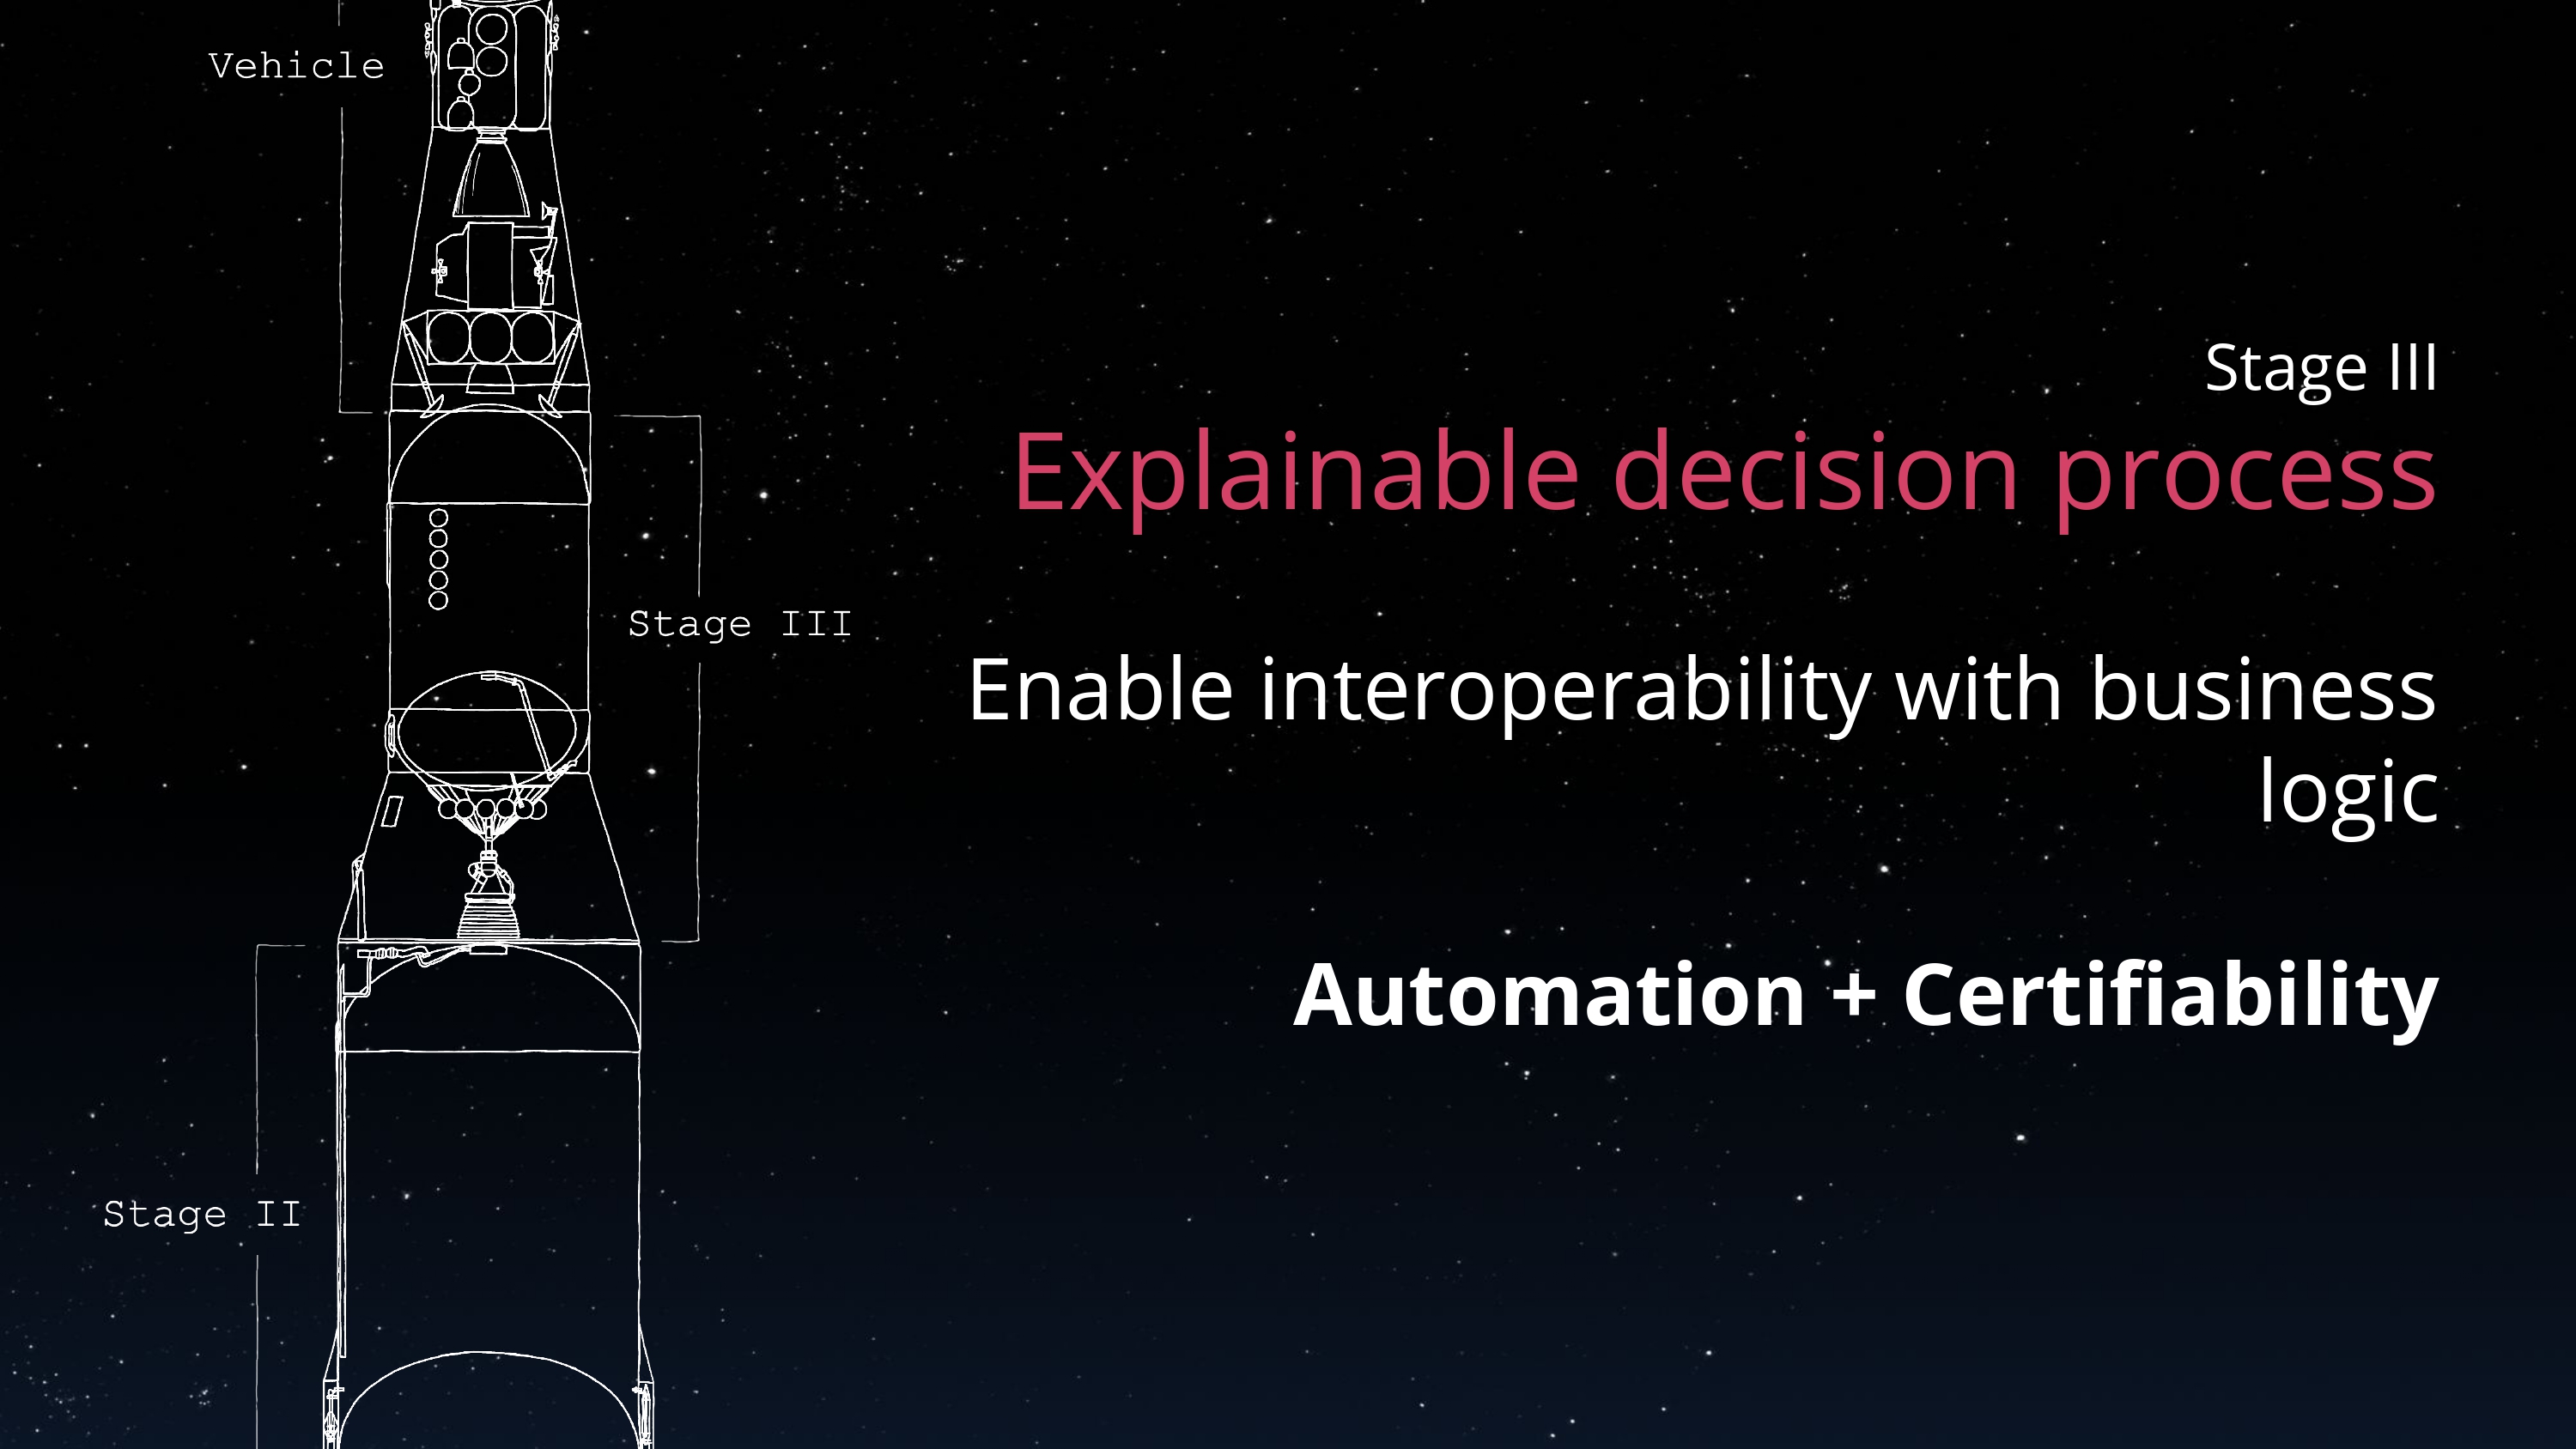 Vehicle
Stage III
Stage II
Stage III
Explainable decision process
Enable interoperability with business
logic
Automation + Certifiability